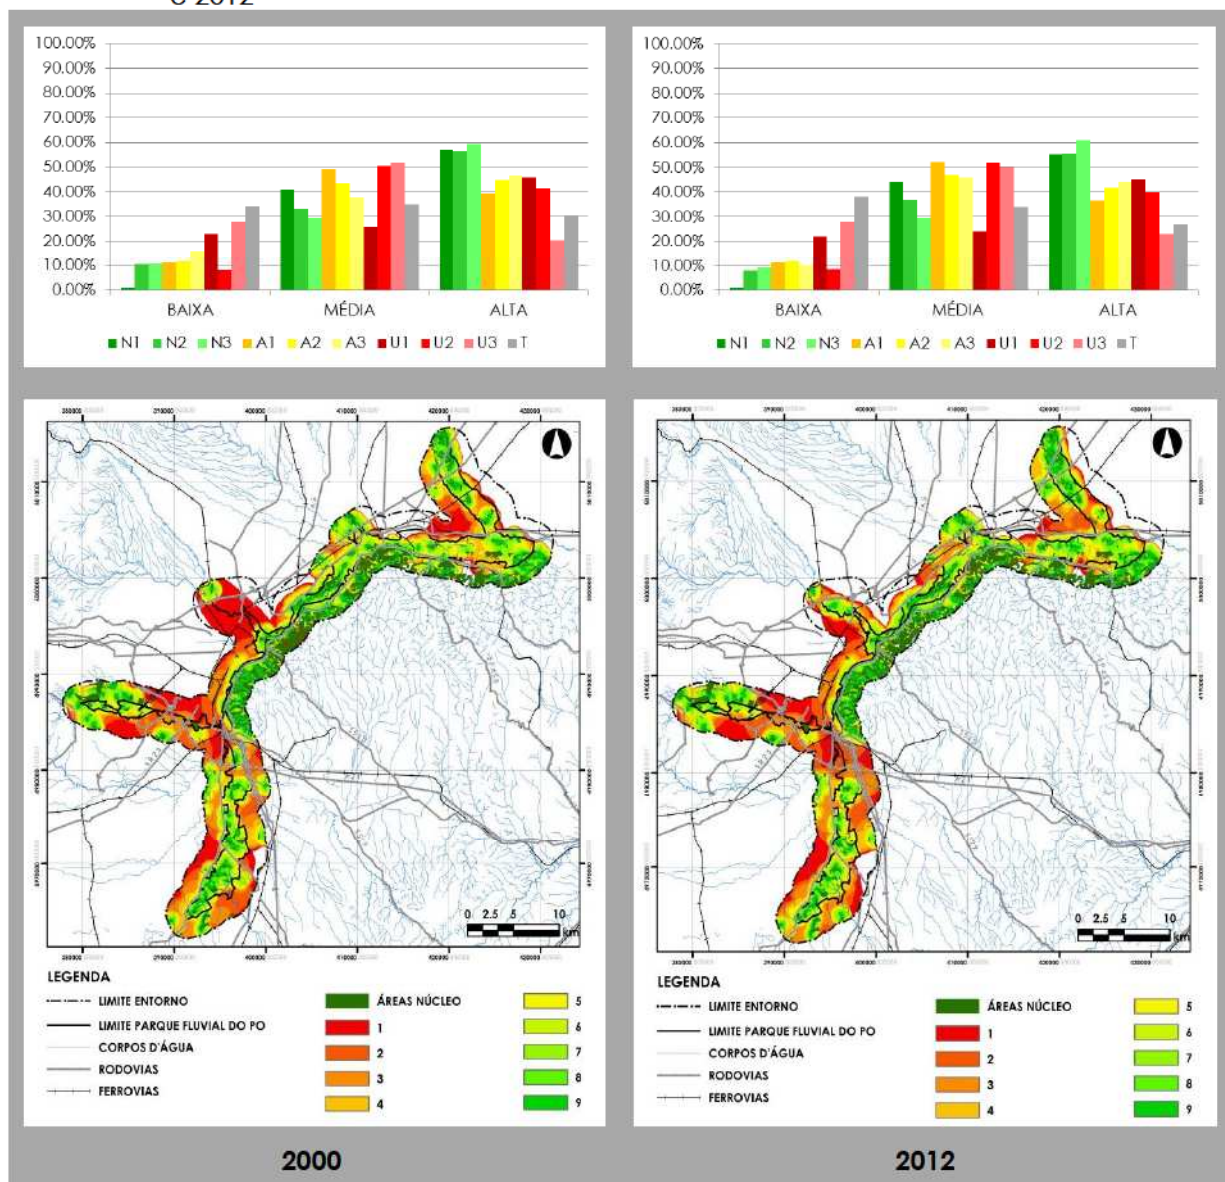 100.00%
90.00%
80.00%
70.00%
60.00%
50.00%
40.00%
30.00%
20.00%
10.00%
0.00%
BAIXA MÉDIA ALTA
N1 N2 N3 A1 A2 A3 U1 U2 U3 T
100.00%
90.00%
80.00%
70.00%
60.00%
50.00%
40.00%
30.00%
20.00%
10.00%
0.00%
BAIXA MÉDIA ALTA
N1 N2 N3 A1 A2 A3 U1 U2 U3 T
0 2.5 5 10
km
LEGENDA
LIMITE ENTORNO
LIMITE PARQUE FLUVIAL DO PO
CORPOS D'ÁGUA
RODOVIAS
FERROVIAS
ÁREAS NÚCLEO
1
2
3
4
5
6
7
8
9
0 2.5 5 10
km
LEGENDA
LIMITE ENTORNO
LIMITE PARQUE FLUVIAL DO PO
CORPOS D'ÁGUA
RODOVIAS
FERROVIAS
ÁREAS NÚCLEO
1
2
3
4
5
6
7
8
9
2000
2012